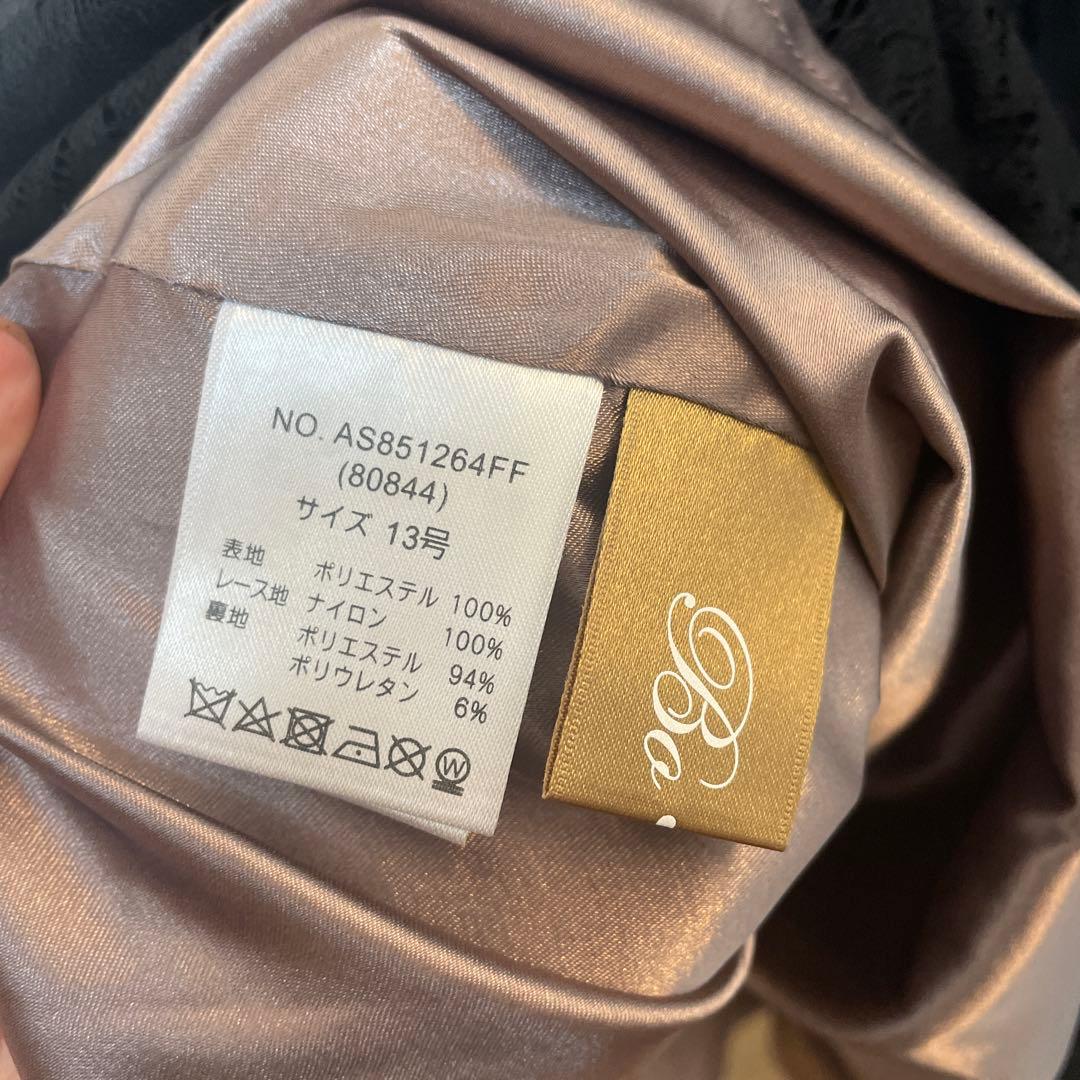 NO. AS851264FF
(80844)
サイズ 13号
表地 ポリエステル 100%
レース地 ナイロン 100%
裏地 ポリエステル 94%
ポリウレタン 6%
W
Bo